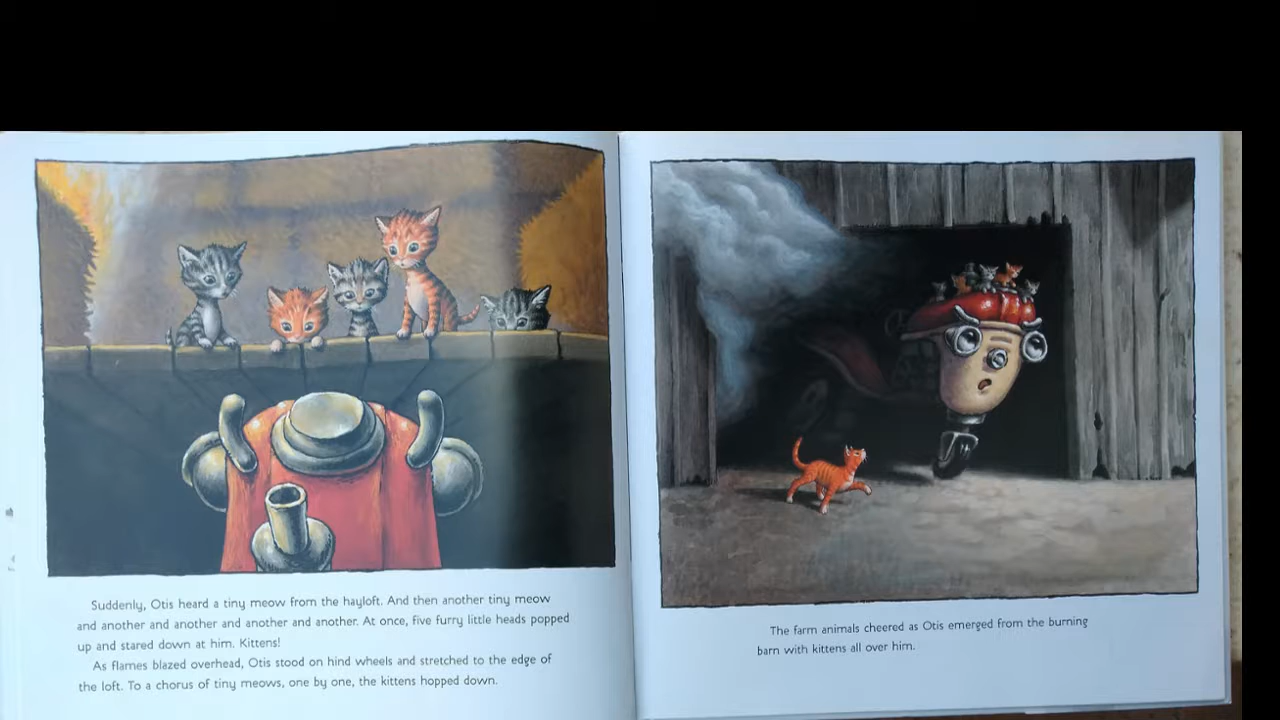 Suddenly, Otis heard a tiny meow from the hayloft. And then another tiny meow
and another and another and another and another. At once, five furry little heads popped
up and stared down at him. Kittens!
As flames blazed overhead, Otis stood on hind wheels and stretched to the edge of
the loft. To a chorus of tiny meows, one by one, the kittens hopped down.
The farm animals cheered as Otis emerged from the burning
barn with kittens all over him.